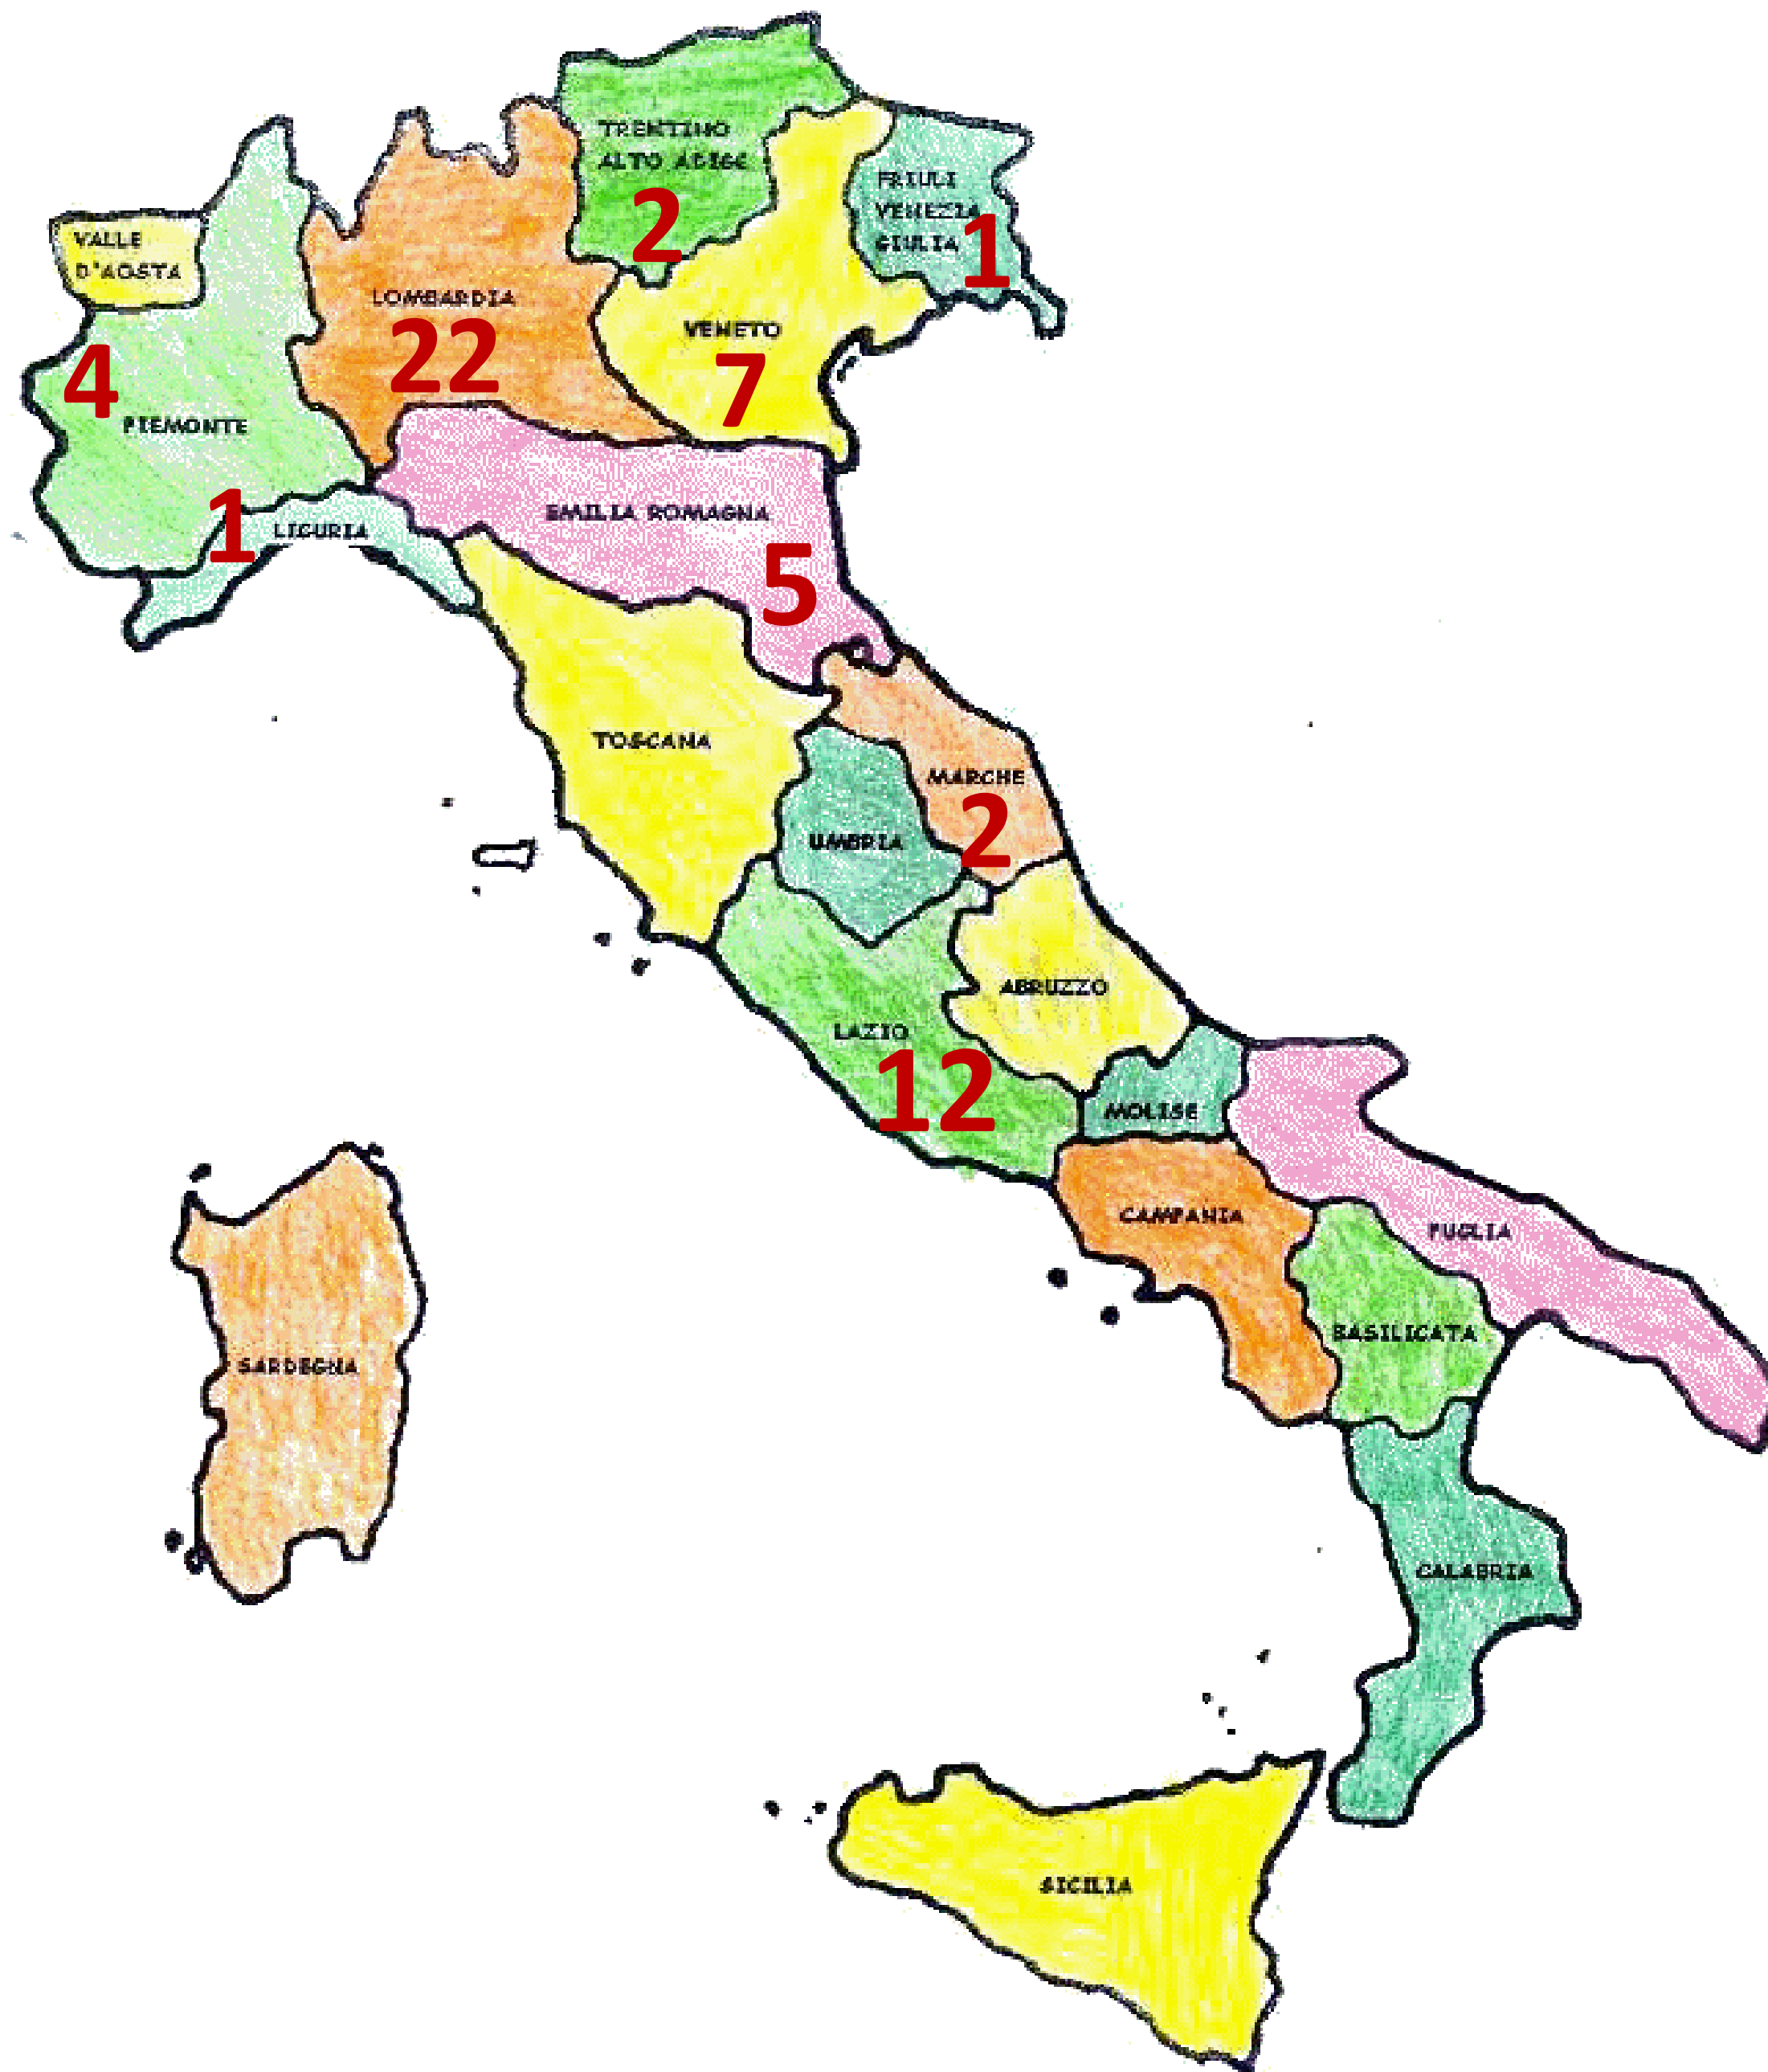 TRENTINO
ALTO ADIGE
2
FRIULI
VENEZIA
GIULIA
1
VALLE
D'AOSTA
LOMBARDIA
22
VENETO
7
4
PIEMONTE
1
LIGURIA
EMILIA ROMAGNA
5
TOSCANA
MARCHE
2
UMBRIA
ABRUZZO
LAZIO
12
MOLISE
CAMPANIA
PUGLIA
BASILICATA
SARDEGNA
CALABRIA
SICILIA